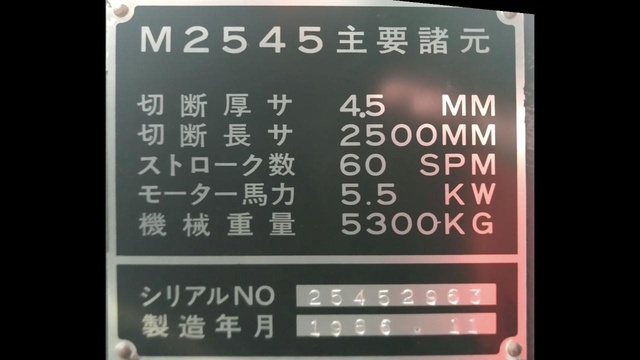 M2545主要諸元
切断厚サ 4.5 MM
切断長サ 2500MM
ストローク数 60 SPM
モーター馬力 5.5 KW
機械重量 5300KG
シリアルNO 25452963
製造年月 1986.11